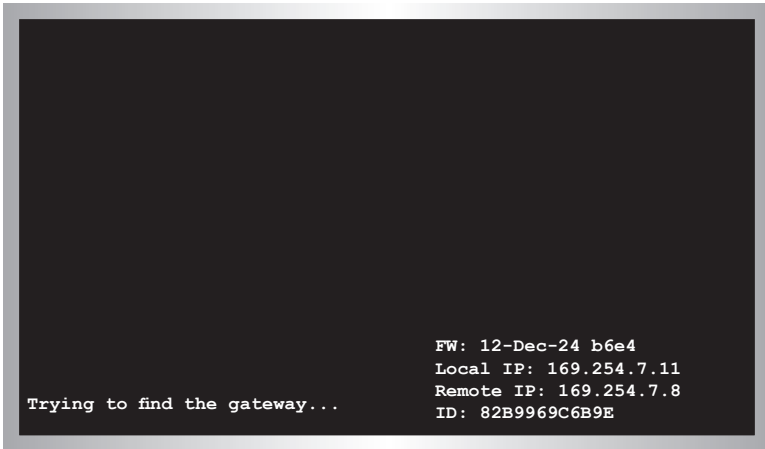 FW: 12-Dec-24 b6e4
Local IP: 169.254.7.11
Remote IP: 169.254.7.8
ID: 82B9969C6B9E
Trying to find the gateway...